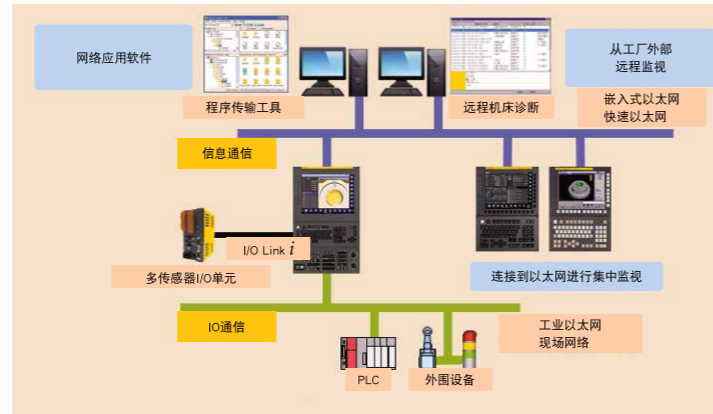 网络应用软件
从工厂外部
远程监视
程序传输工具
远程机床诊断
嵌入式以太网
快速以太网
信息通信
I/O Link i
多传感器I/O单元
连接到以太网进行集中监视
IO通信
工业以太网
现场网络
PLC
外围设备